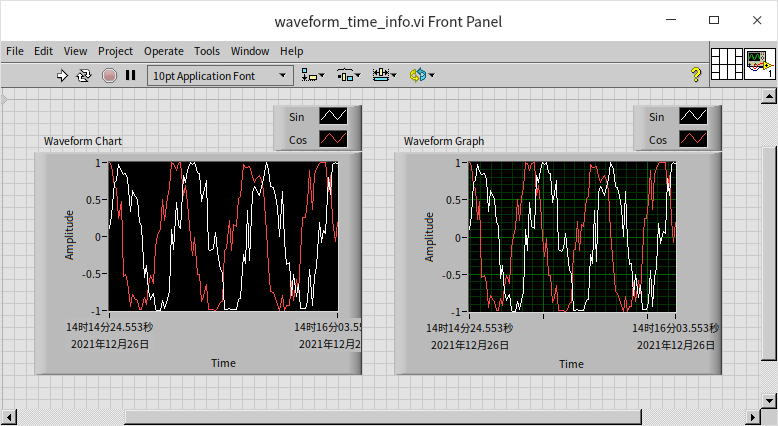 waveform_time_info.vi Front Panel
File Edit View Project Operate Tools Window Help
10pt Application Font
?
1
Sin
Cos
Waveform Chart
1
0.5
0
-0.5
-1
Amplitude
14时14分24.553秒
2021年12月26日
14时16分03.55
2021年12月2
Time
Sin
Cos
Waveform Graph
1
0.5
0
-0.5
-1
Amplitude
14时14分24.553秒
2021年12月26日
14时16分03.553秒
2021年12月26日
Time